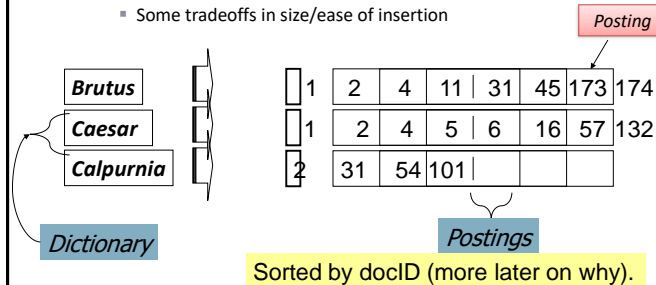 ▪ Some tradeoffs in size/ease of insertion
Posting
Brutus 1 2 4 11 31 45 173 174
Caesar 1 2 4 5 6 16 57 132
Calpurnia 2 31 54 101
Dictionary
Postings
Sorted by docID (more later on why).